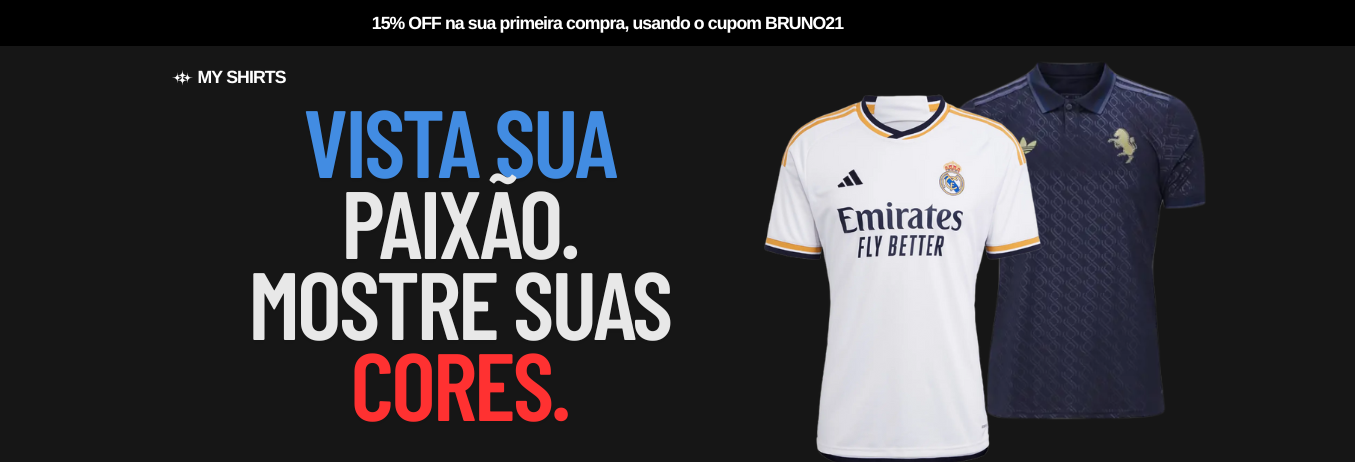 15% OFF na sua primeira compra, usando o cupom BRUNO21
MY SHIRTS
VISTA SUA
PAIXÃO.
MOSTRE SUAS
CORES.
Emirates
FLY BETTER